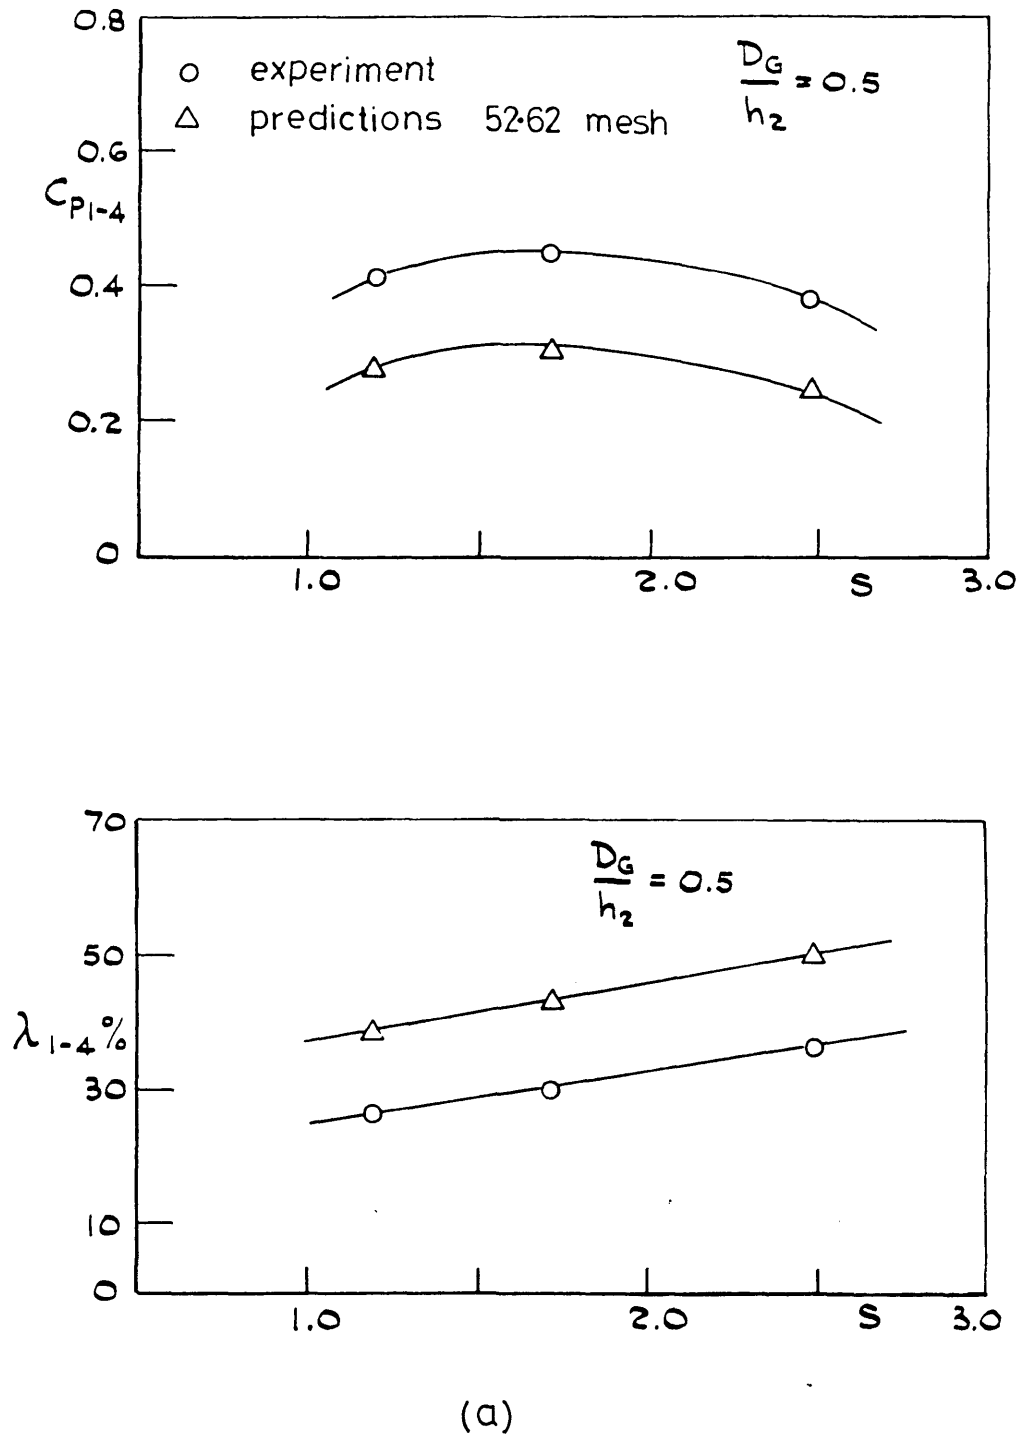 0.8
○ experiment
△ predictions 52·62 mesh
D_G/h_2 = 0.5
0.6
C_P1-4
0.4
0.2
0
1.0 2.0 S 3.0
70
D_G/h_2 = 0.5
50
λ 1-4 %
30
10
0
1.0 2.0 S 3.0
(a)